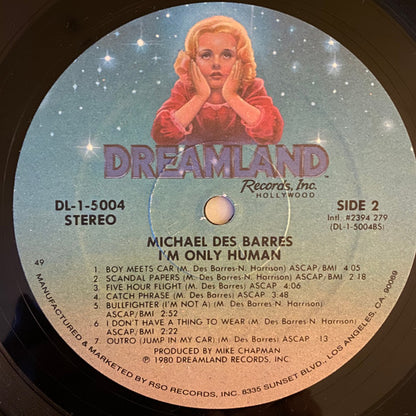 DREAMLAND
Records, Inc.
HOLLYWOOD
DL-1-5004
STEREO
SIDE 2
Intl. #2394 279
(DL-1-5004BS)
MICHAEL DES BARRES
I'M ONLY HUMAN
49
1. BOY MEETS CAR (M. Des Barres-N. Harrison) ASCAP/BMI 4:05
2. SCANDAL PAPERS (M. Des Barres-N. Harrison) ASCAP/BMI 2:18
3. FIVE HOUR FLIGHT (M. Des Barres) ASCAP
4. CATCH PHRASE (M. Des Barres) ASCAP 3:48
5. BULLFIGHTER (I'M NOT A) (M. Des Barres-N. Harrison)
ASCAP/BMI 2:52
6. I DON'T HAVE A THING TO WEAR (M. Des Barres-N. Harrison)
ASCAP/BMI 2:22
7. OUTRO (JUMP IN MY CAR) (M. Des Barres) ASCAP :13
PRODUCED BY MIKE CHAPMAN
℗ 1980 DREAMLAND RECORDS, INC.
MANUFACTURED & MARKETED BY RSO RECORDS, INC. 8335 SUNSET BLVD., LOS ANGELES, CA. 90069